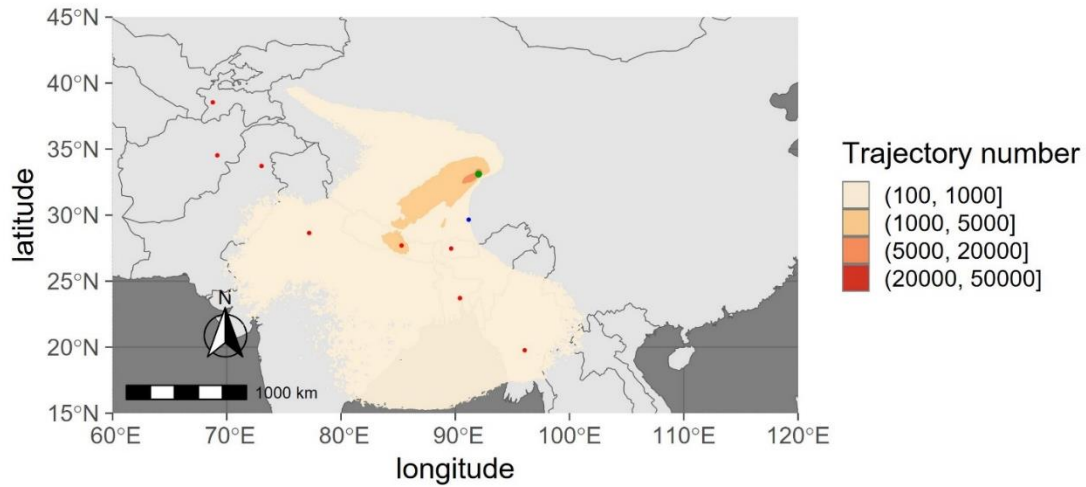 45°N
40°N
35°N
30°N
25°N
20°N
15°N
latitude
N
1000 km
60°E
70°E
80°E
90°E
100°E
110°E
120°E
longitude
Trajectory number
(100, 1000]
(1000, 5000]
(5000, 20000]
(20000, 50000]